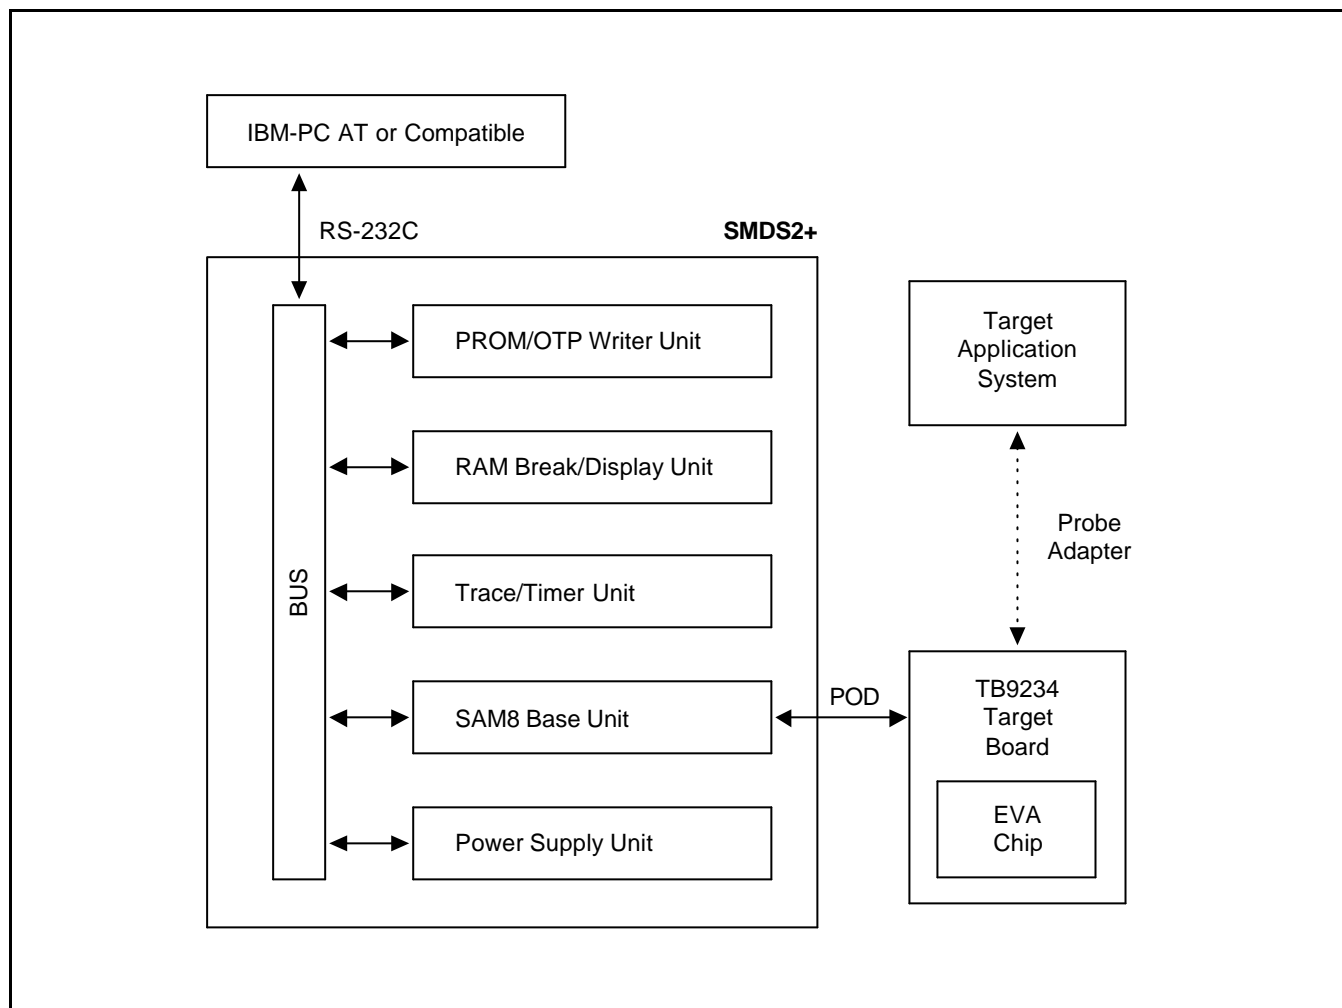 IBM-PC AT or Compatible
RS-232C
SMDS2+
BUS
PROM/OTP Writer Unit
RAM Break/Display Unit
Trace/Timer Unit
SAM8 Base Unit
Power Supply Unit
POD
Target
Application
System
Probe
Adapter
TB9234
Target
Board
EVA
Chip